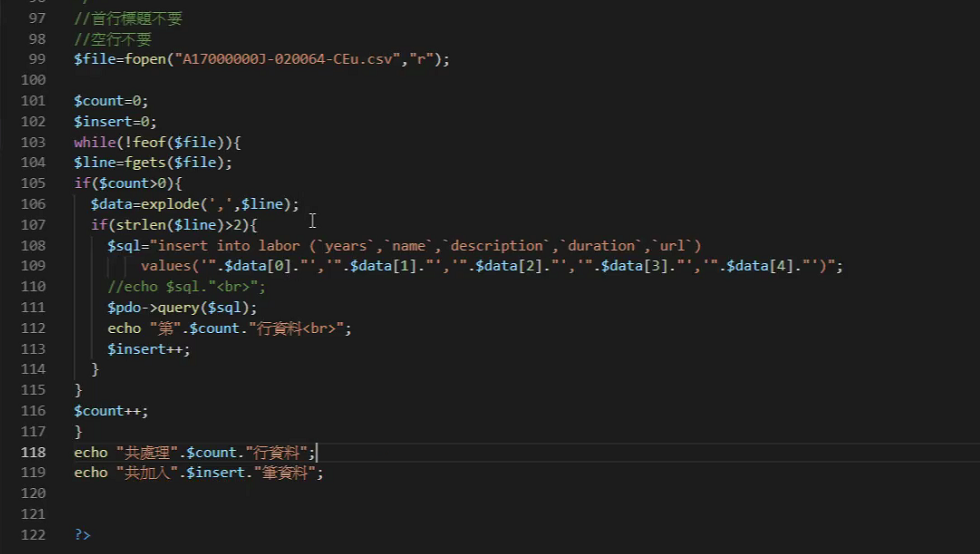 97 //首行標題不要
98 //空行不要
99 $file=fopen("A17000000J-020064-CEu.csv","r");
100
101 $count=0;
102 $insert=0;
103 while(!feof($file)){
104 $line=fgets($file);
105 if($count>0){
106 $data=explode(',',$line);
107 if(strlen($line)>2){
108 $sql="insert into labor (`years`,`name`,`description`,`duration`,`url`)
109 values('".$data[0]."','".$data[1]."','".$data[2]."','".$data[3]."','".$data[4]."')";
110 //echo $sql."<br>";
111 $pdo->query($sql);
112 echo "第".$count."行資料<br>";
113 $insert++;
114 }
115 }
116 $count++;
117 }
118 echo "共處理".$count."行資料";
119 echo "共加入".$insert."筆資料";
120
121
122 ?>